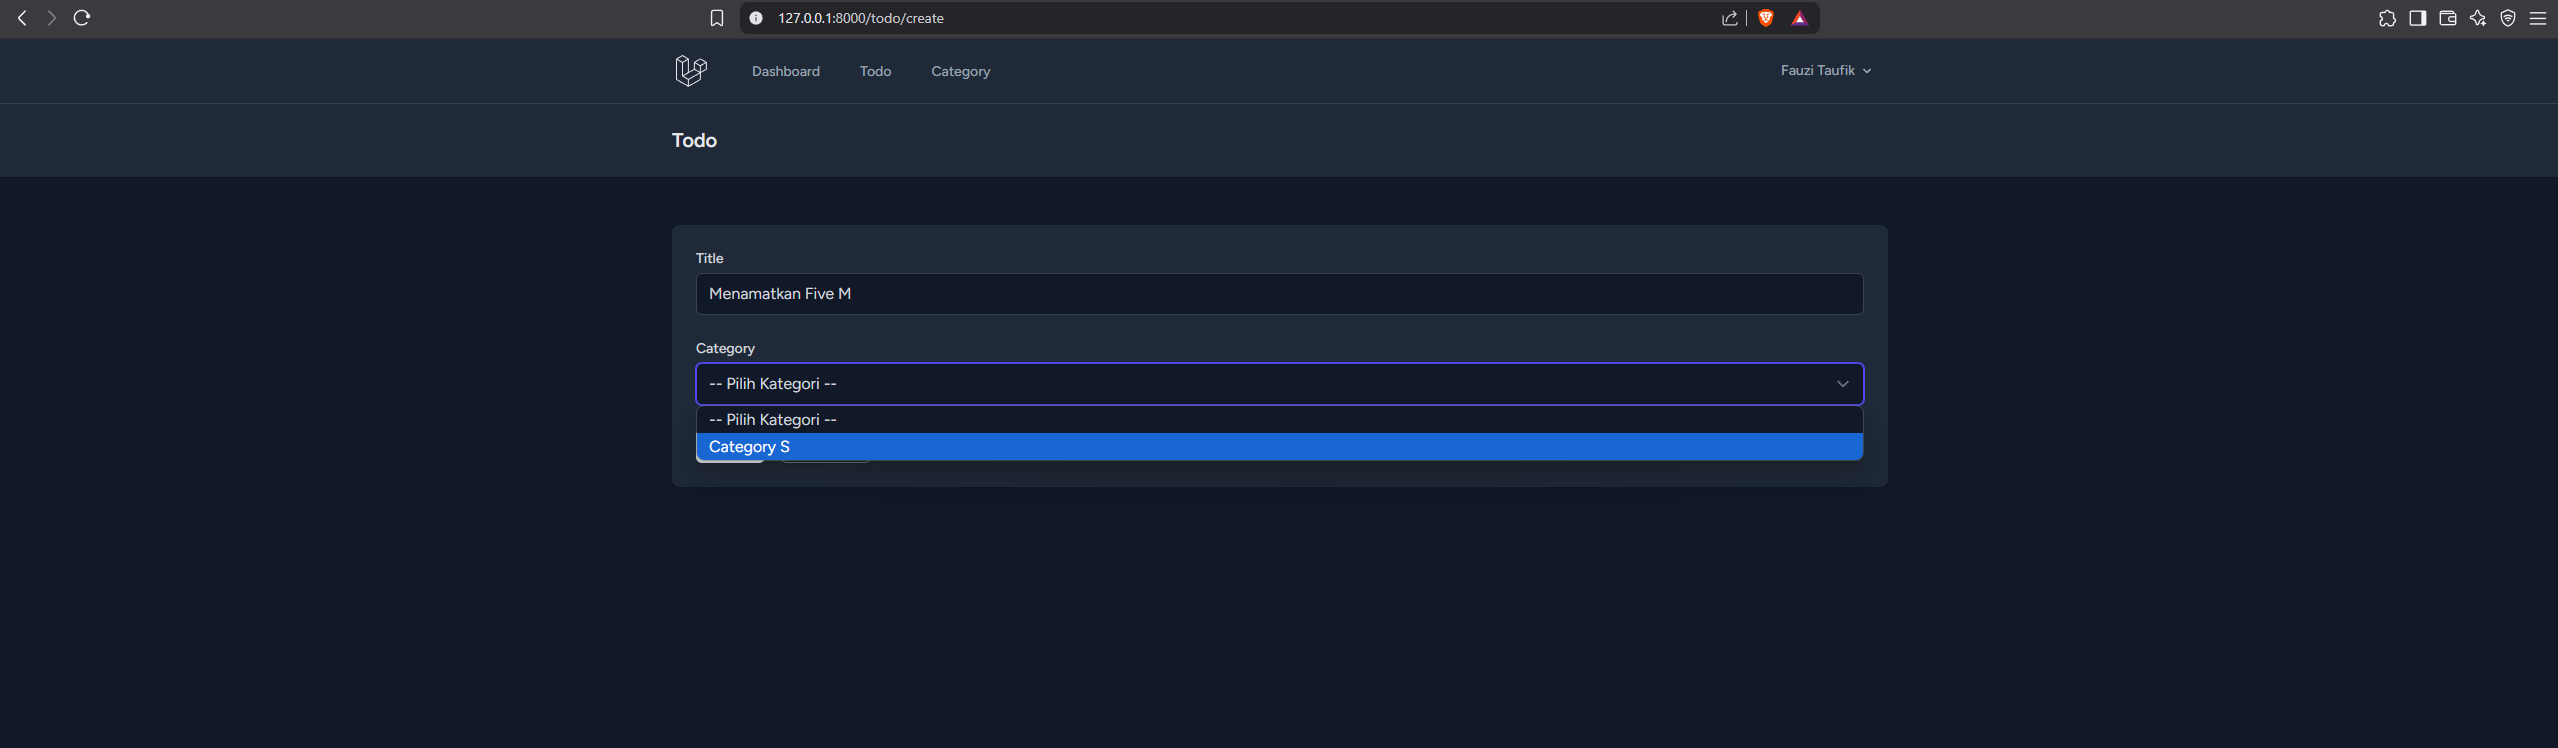 127.0.0.1:8000/todo/create
Dashboard Todo Category Fauzi Taufik
Todo
Title
Menamatkan Five M
Category
-- Pilih Kategori --
-- Pilih Kategori --
Category S